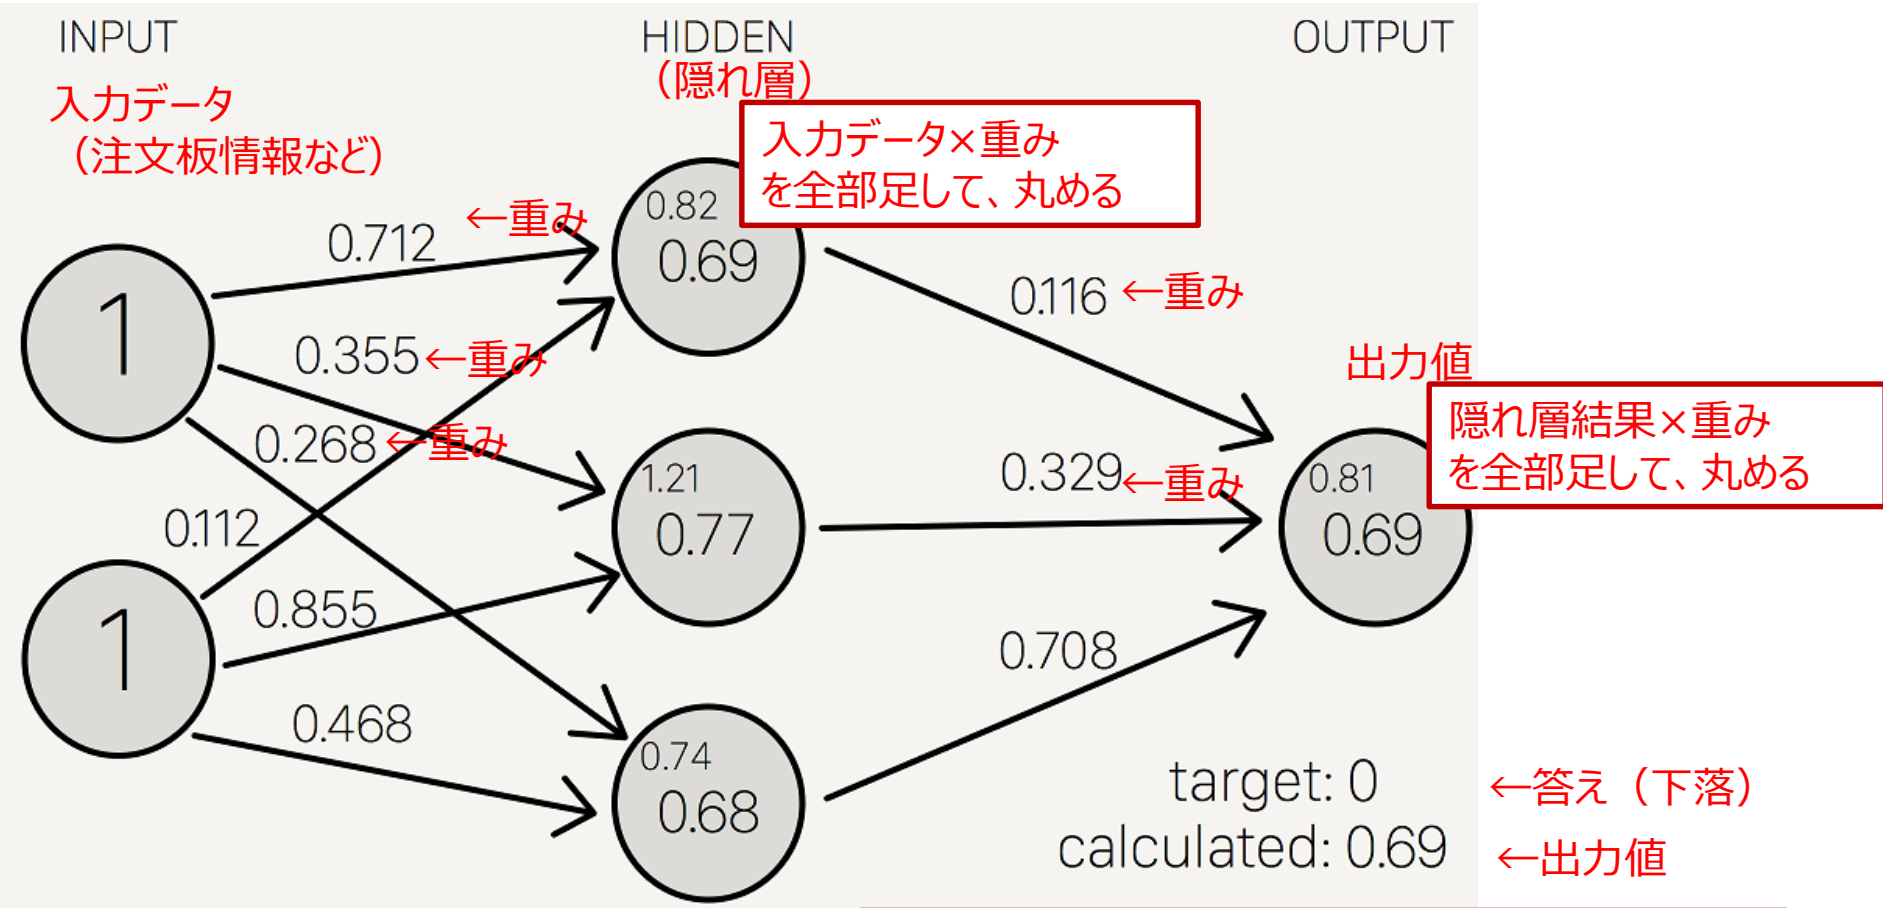 INPUT
HIDDEN
OUTPUT
(隠れ層)
入力データ
(注文板情報など)
入力データ×重み
を全部足して、丸める
0.82
0.69
0.712
←重み
1
0.355
←重み
0.268
←重み
0.112
0.116
←重み
出力値
隠れ層結果×重み
を全部足して、丸める
0.81
0.69
0.329
←重み
1.21
0.77
1
0.855
0.468
0.708
0.74
0.68
target: 0
←答え(下落)
calculated: 0.69
←出力値